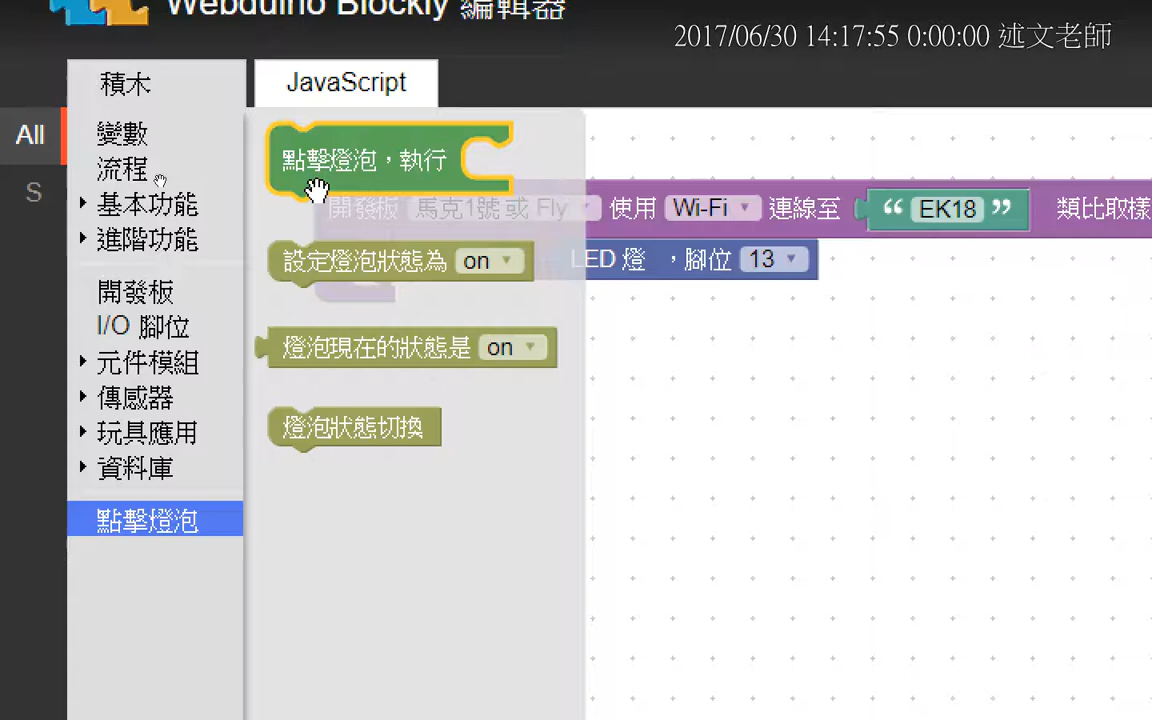 Webduino Blockly 編輯器
2017/06/30 14:17:55 0:00:00 述文老師
積木
JavaScript
All
S
變數
流程
基本功能
進階功能
開發板
I/O 腳位
元件模組
傳感器
玩具應用
資料庫
點擊燈泡
點擊燈泡，執行
設定燈泡狀態為 on
燈泡現在的狀態是 on
燈泡狀態切換
開發板 馬克1號 或 Fly 使用 Wi-Fi 連線至 “ EK18 ” 類比取樣
LED 燈 ，腳位 13